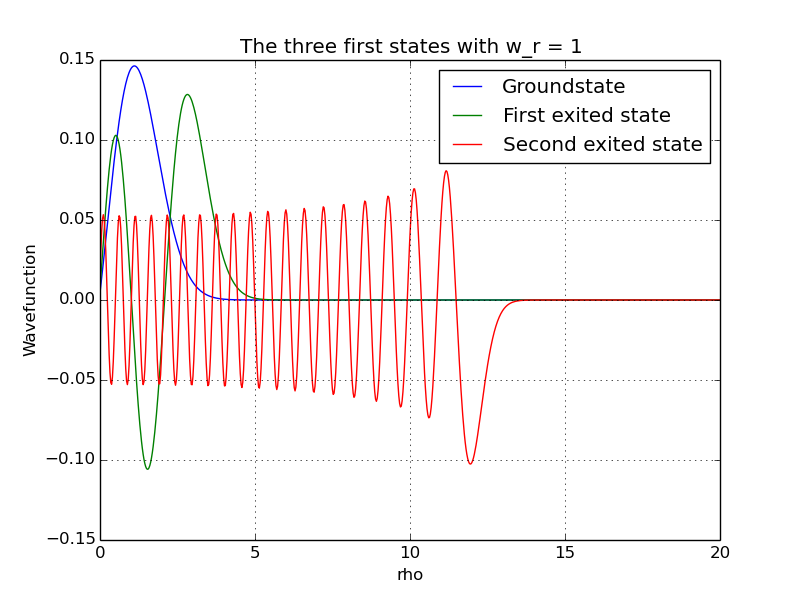 The three first states with w_r = 1
Groundstate
First exited state
Second exited state
Wavefunction
0.15
0.10
0.05
0.00
−0.05
−0.10
−0.15
0
5
10
15
20
rho